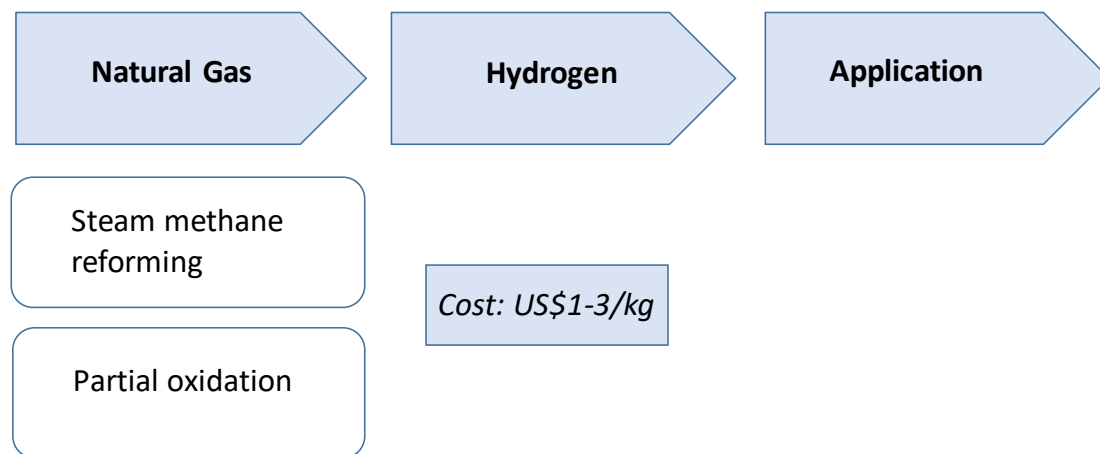 Natural Gas
Hydrogen
Application
Steam methane
reforming
Cost: US$1-3/kg
Partial oxidation